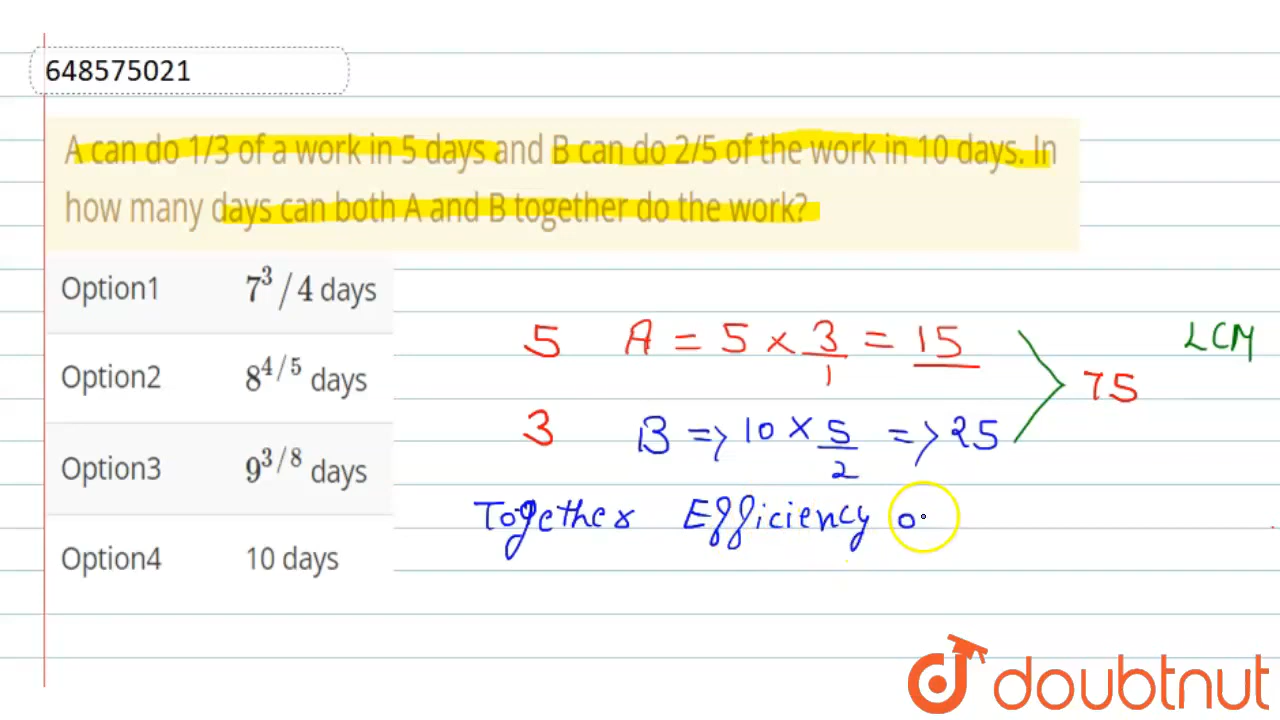 648575021
A can do 1/3 of a work in 5 days and B can do 2/5 of the work in 10 days. In
how many days can both A and B together do the work?
Option1 7^3/4 days
Option2 8^4/5 days
Option3 9^3/8 days
Option4 10 days
5 A = 5 × 3/1 = 15
LCM
75
3 B => 10 × 5/2 => 25
Together Efficiency o
doubtnut